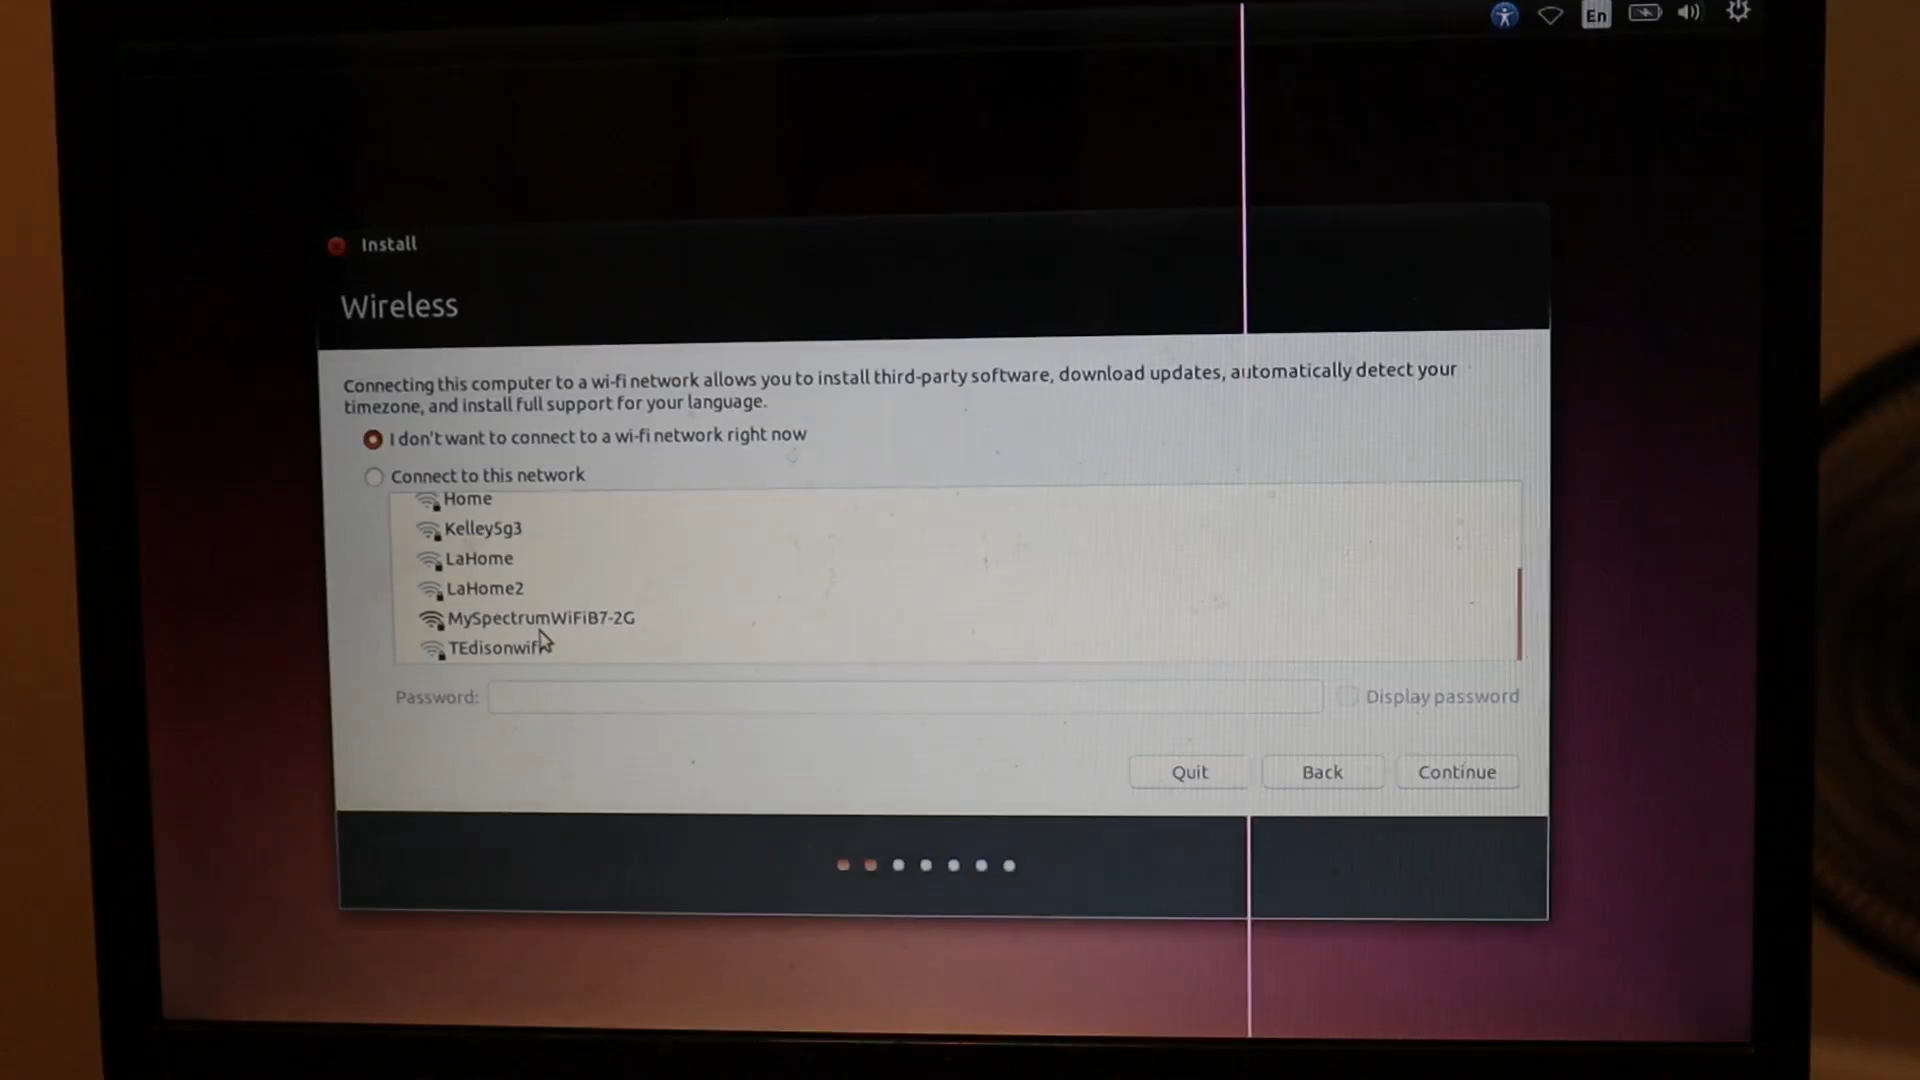 En
Install
Wireless
Connecting this computer to a wi-fi network allows you to install third-party software, download updates, automatically detect your
timezone, and install full support for your language.
I don't want to connect to a wi-fi network right now
Connect to this network
Home
Kelley5g3
LaHome
LaHome2
MySpectrumWiFiB7-2G
TEdisonwifi
Password:
Display password
Quit
Back
Continue